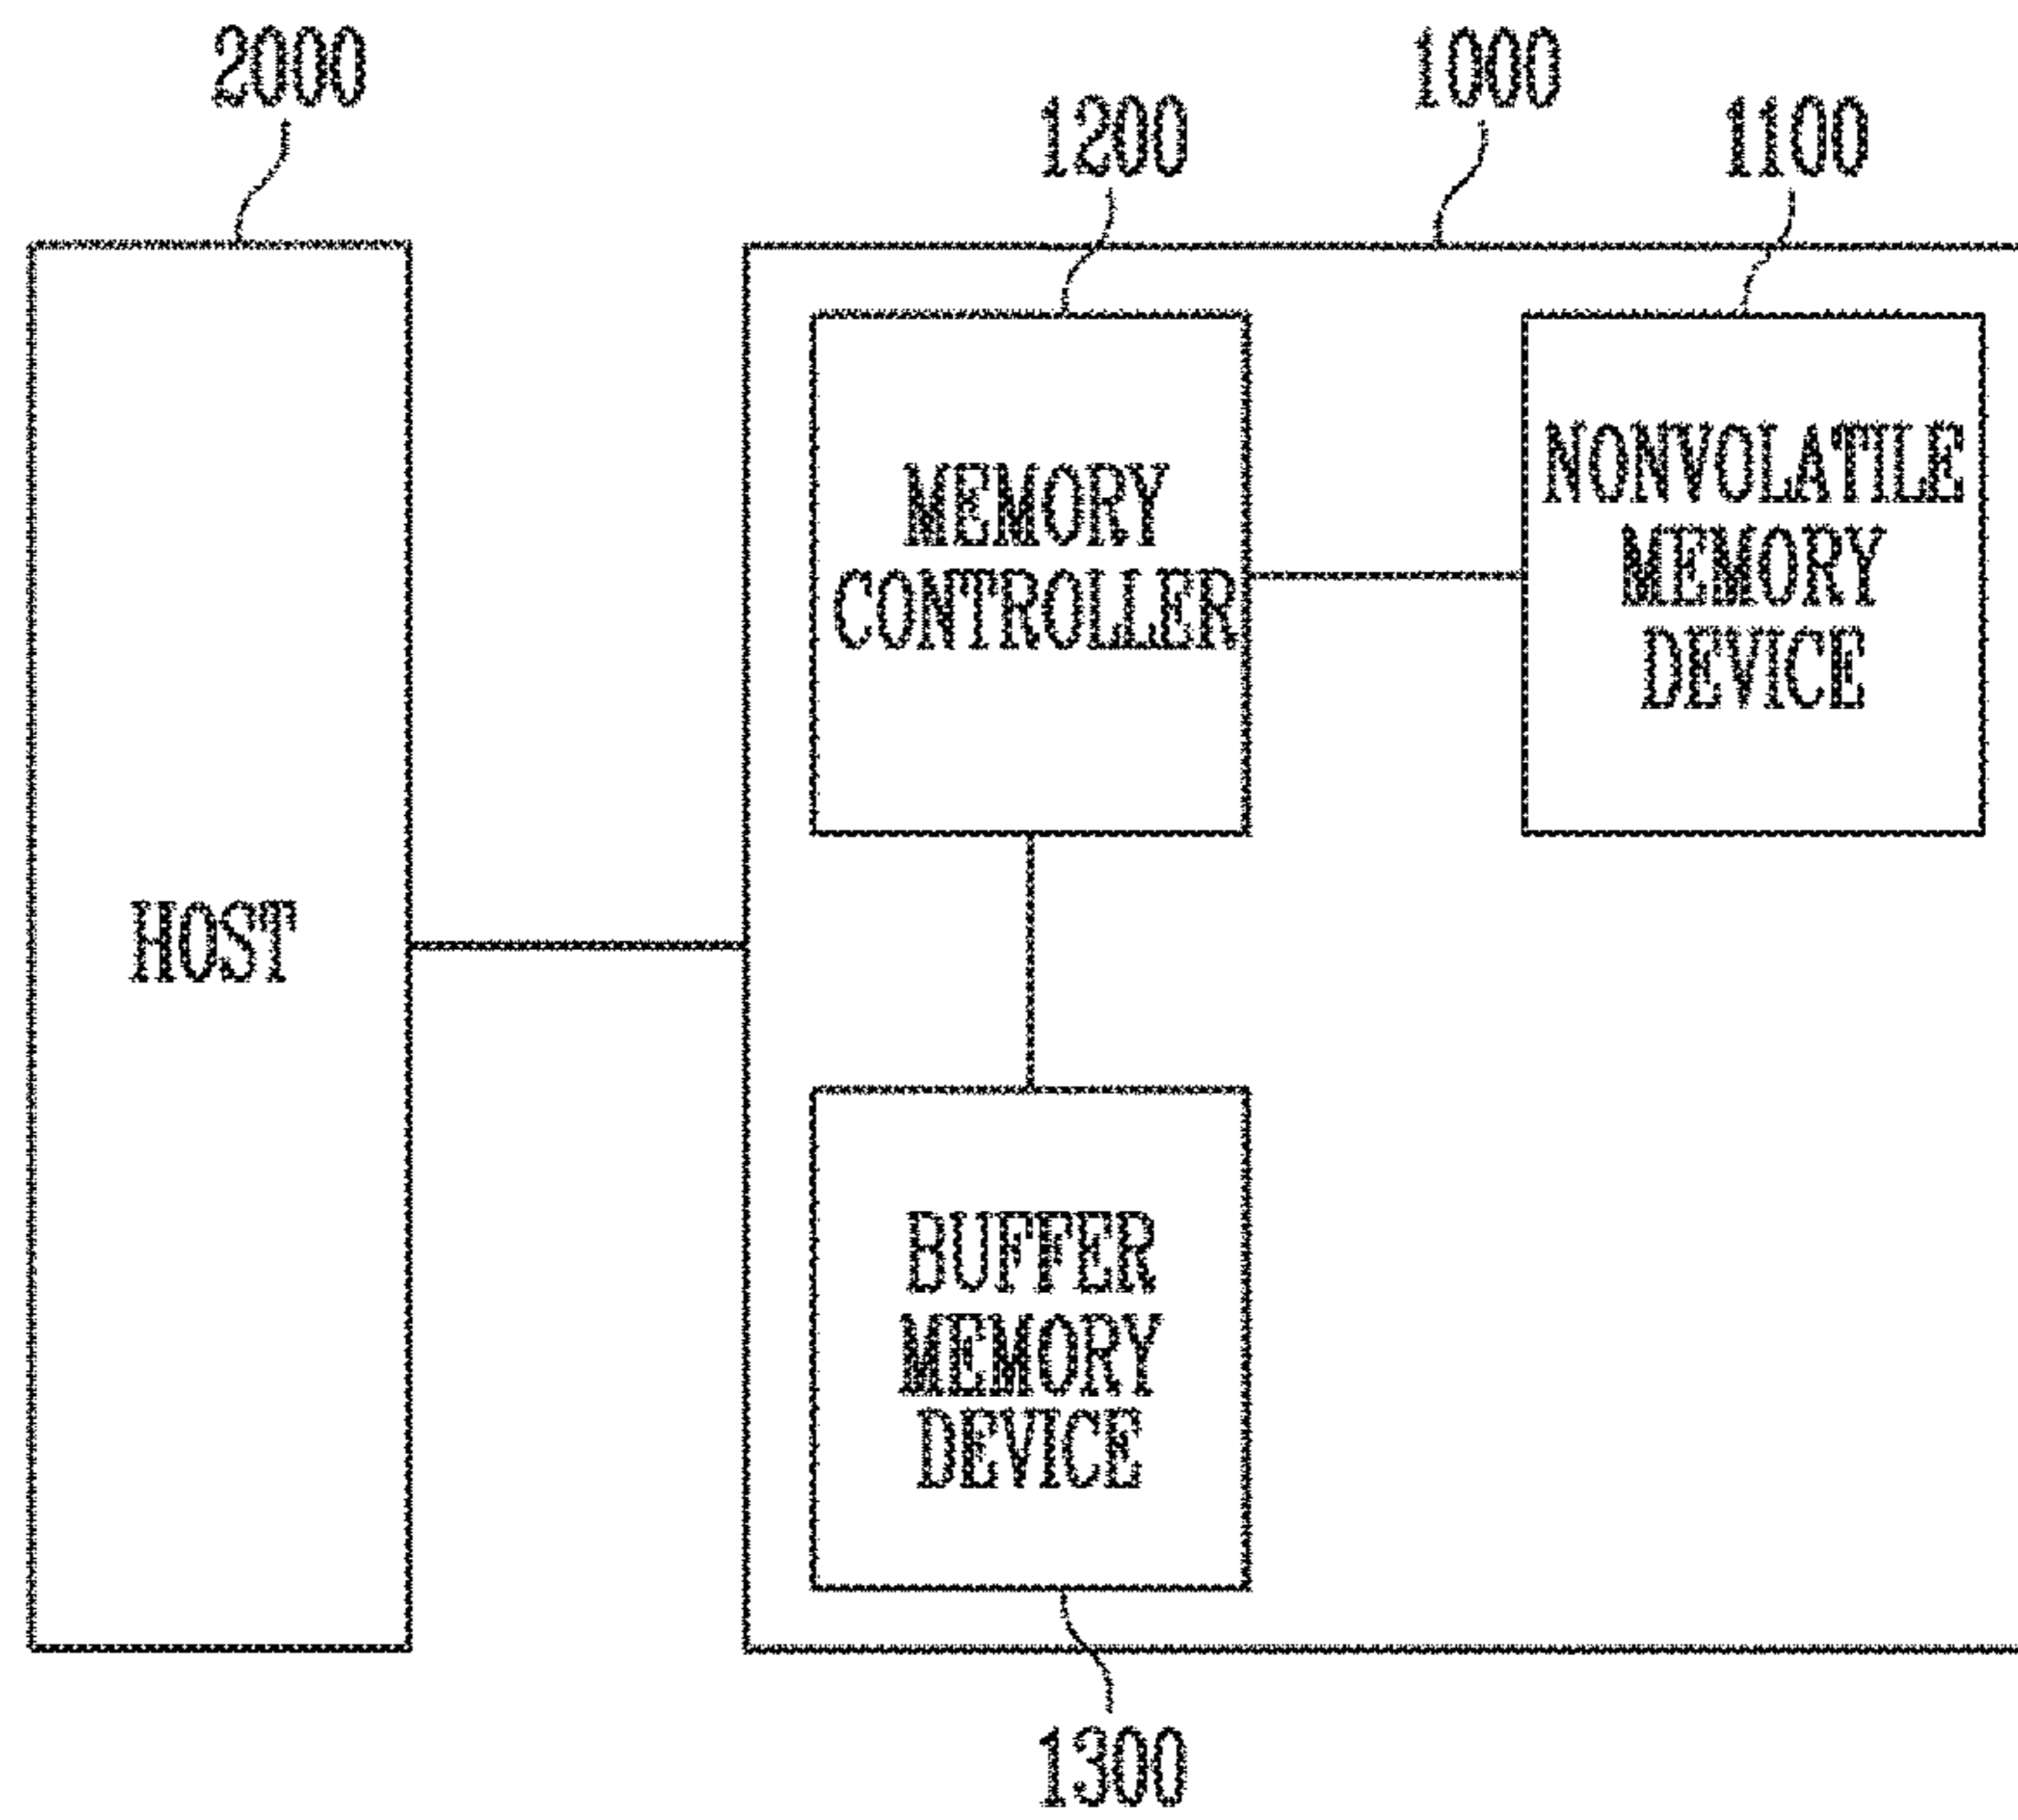 2000
1000
1200
1100
MEMORY
CONTROLLER
NONVOLATILE
MEMORY
DEVICE
HOST
BUFFER
MEMORY
DEVICE
1300